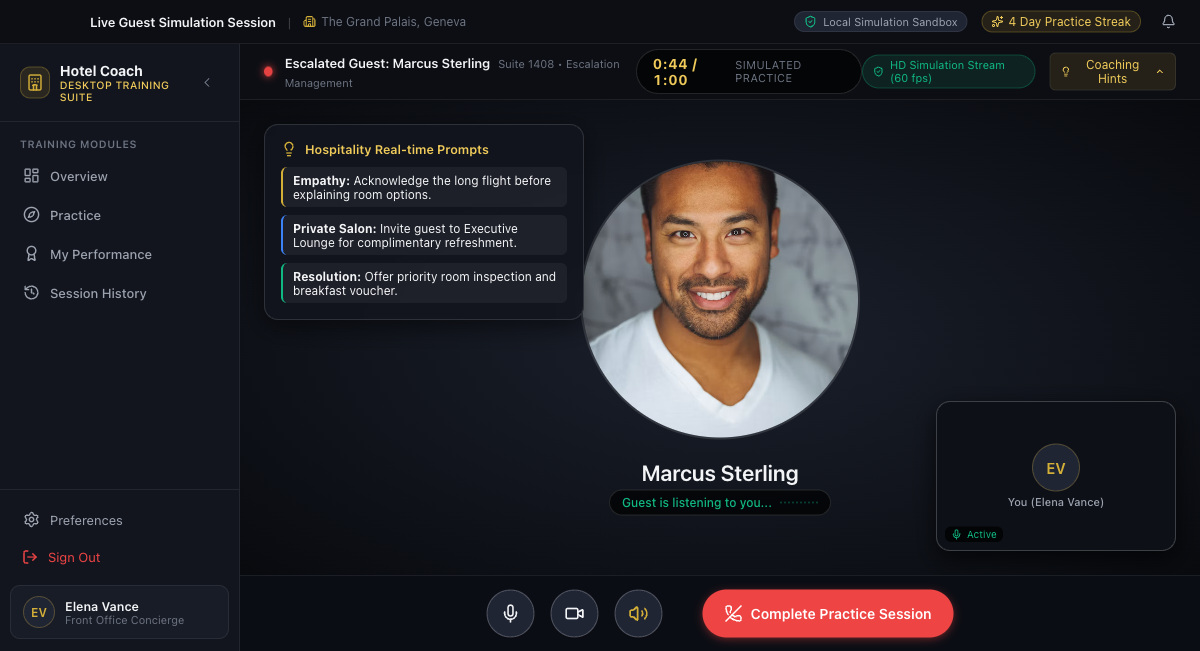 Live Guest Simulation Session
The Grand Palais, Geneva
Local Simulation Sandbox
4 Day Practice Streak
Hotel Coach
DESKTOP TRAINING
SUITE
TRAINING MODULES
Overview
Practice
My Performance
Session History
Preferences
Sign Out
EV
Elena Vance
Front Office Concierge
Escalated Guest: Marcus Sterling
Suite 1408 • Escalation
Management
0:44 /
1:00
SIMULATED
PRACTICE
HD Simulation Stream
(60 fps)
Coaching
Hints
Hospitality Real-time Prompts
Empathy: Acknowledge the long flight before
explaining room options.
Private Salon: Invite guest to Executive
Lounge for complimentary refreshment.
Resolution: Offer priority room inspection and
breakfast voucher.
Marcus Sterling
Guest is listening to you...
EV
You (Elena Vance)
Active
Complete Practice Session